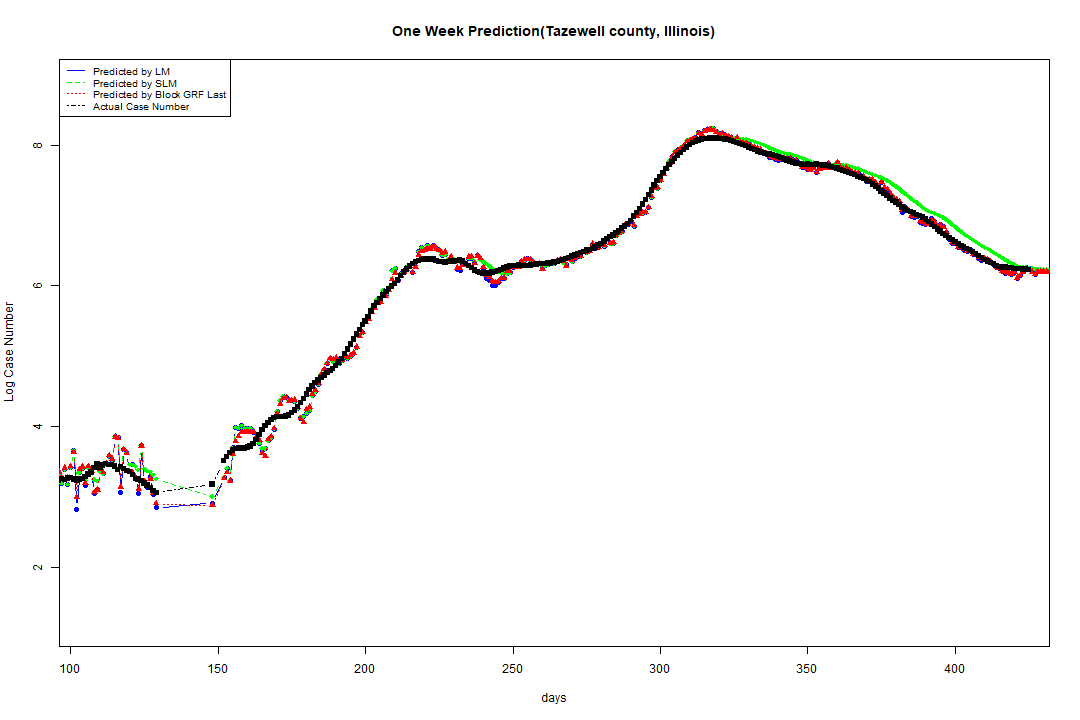 One Week Prediction(Tazewell county, Illinois)
Predicted by LM
Predicted by SLM
Predicted by Block GRF Last
Actual Case Number
8
6
4
2
Log Case Number
100 150 200 250 300 350 400
days